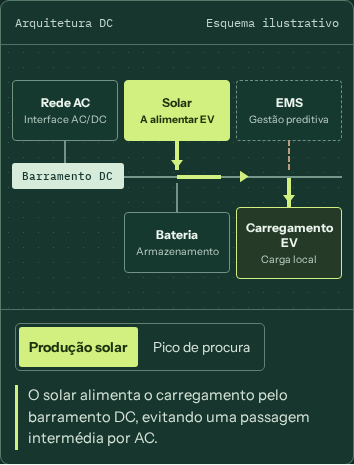 Arquitetura DC
Esquema ilustrativo
Rede AC
Interface AC/DC
Solar
A alimentar EV
EMS
Gestão preditiva
Barramento DC
Bateria
Armazenamento
Carregamento
EV
Carga local
Produção solar
Pico de procura
O solar alimenta o carregamento pelo
barramento DC, evitando uma passagem
intermédia por AC.